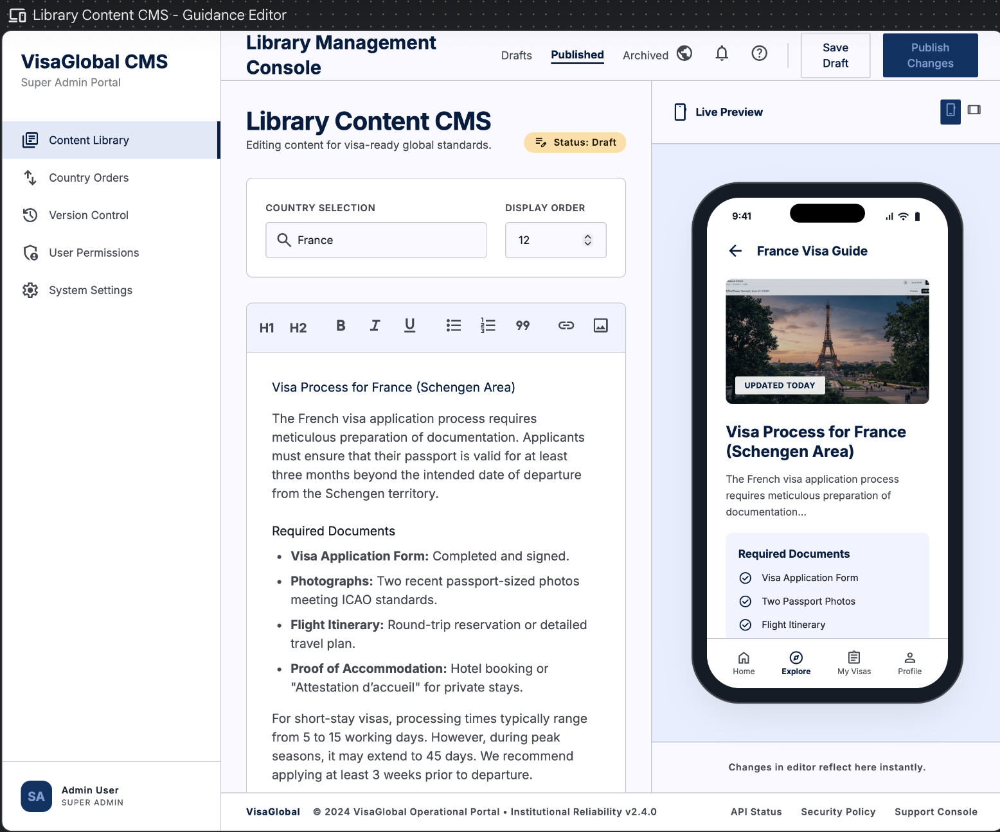 Library Content CMS - Guidance Editor
VisaGlobal CMS
Super Admin Portal
Content Library
Country Orders
Version Control
User Permissions
System Settings
SA
Admin User
SUPER ADMIN
Library Management
Console
Drafts
Published
Archived
Save
Draft
Publish
Changes
Library Content CMS
Editing content for visa-ready global standards.
Status: Draft
COUNTRY SELECTION
France
DISPLAY ORDER
12
H1 H2 B I U 99
Visa Process for France (Schengen Area)
The French visa application process requires
meticulous preparation of documentation. Applicants
must ensure that their passport is valid for at least
three months beyond the intended date of departure
from the Schengen territory.
Required Documents
• Visa Application Form: Completed and signed.
• Photographs: Two recent passport-sized photos
meeting ICAO standards.
• Flight Itinerary: Round-trip reservation or detailed
travel plan.
• Proof of Accommodation: Hotel booking or
"Attestation d’accueil" for private stays.
For short-stay visas, processing times typically range
from 5 to 15 working days. However, during peak
seasons, it may extend to 45 days. We recommend
applying at least 3 weeks prior to departure.
Live Preview
9:41
France Visa Guide
UPDATED TODAY
Visa Process for France
(Schengen Area)
The French visa application process
requires meticulous preparation of
documentation...
Required Documents
Visa Application Form
Two Passport Photos
Flight Itinerary
Home
Explore
My Visas
Profile
Changes in editor reflect here instantly.
VisaGlobal © 2024 VisaGlobal Operational Portal • Institutional Reliability v2.4.0
API Status Security Policy Support Console